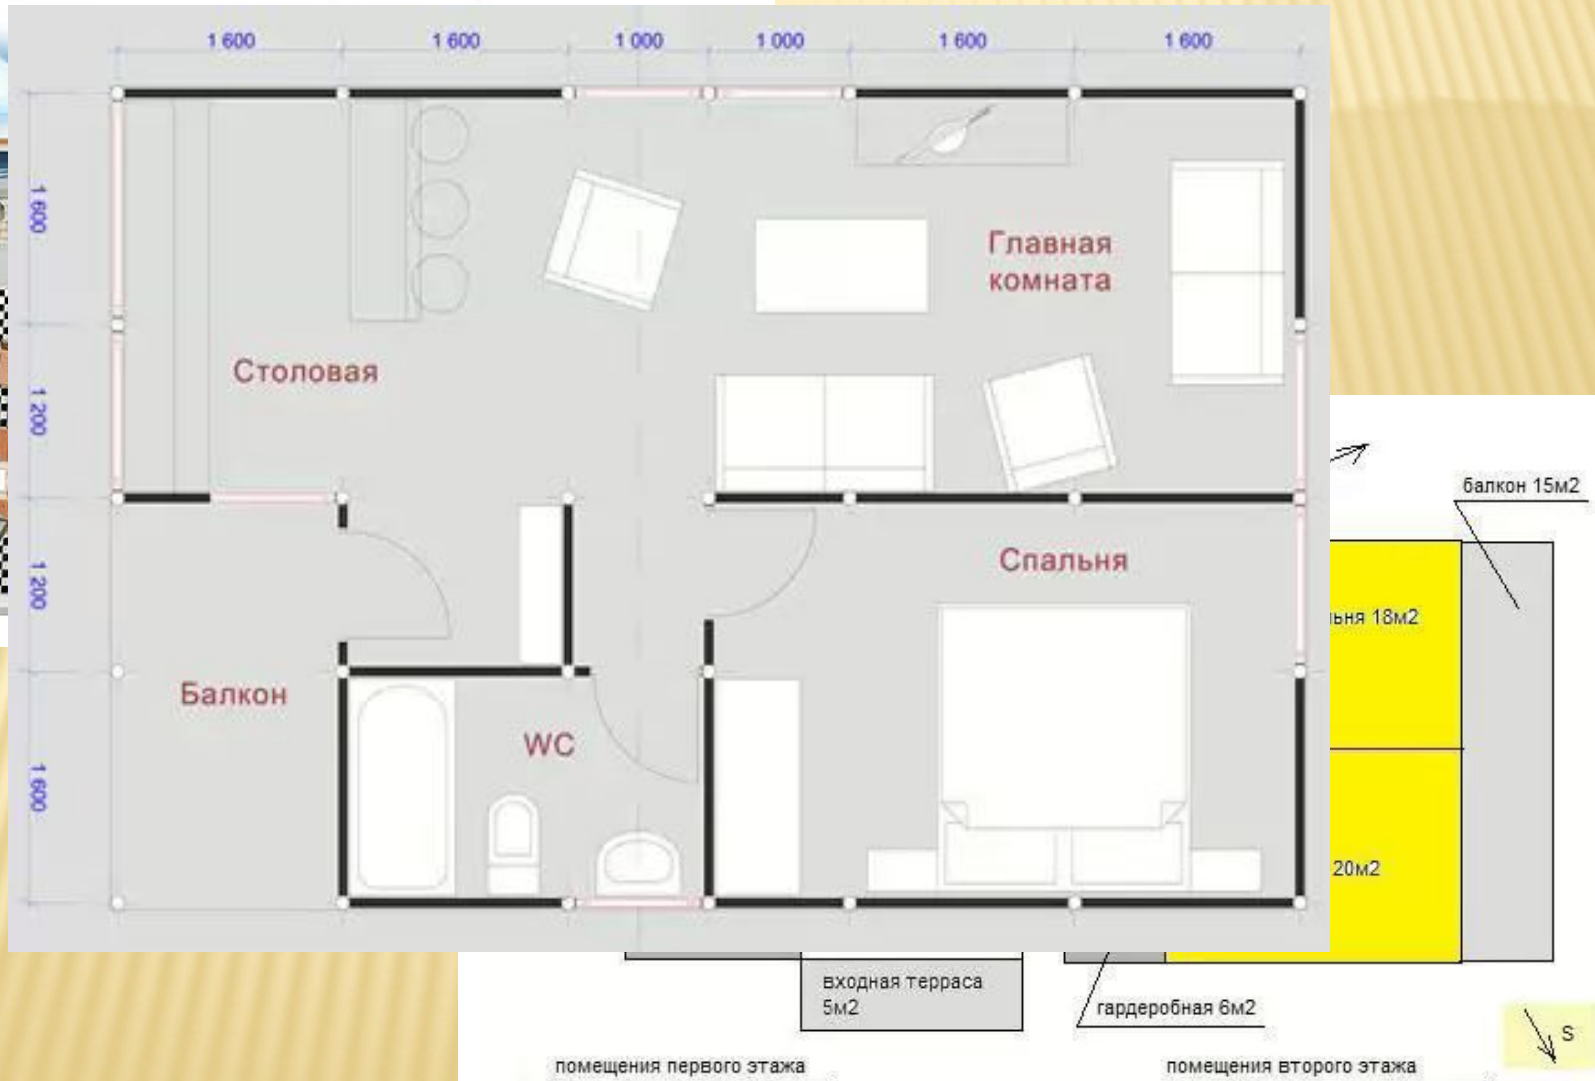 1 600 1 600 1 000 1 000 1 600 1 600
1 600
1 200
1 200
1 600
Главная
комната
Столовая
Спальня
Балкон
WC
балкон 15м2
ьня 18м2
20м2
входная терраса
5м2
гардеробная 6м2
S
помещения первого этажа
помещения второго этажа